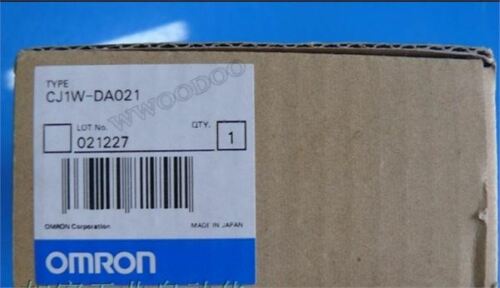 TYPE
CJ1W-DA021
WWOODOO
LOT No. QTY.
021227 1
OMRON Corporation MADE IN JAPAN
OMRON